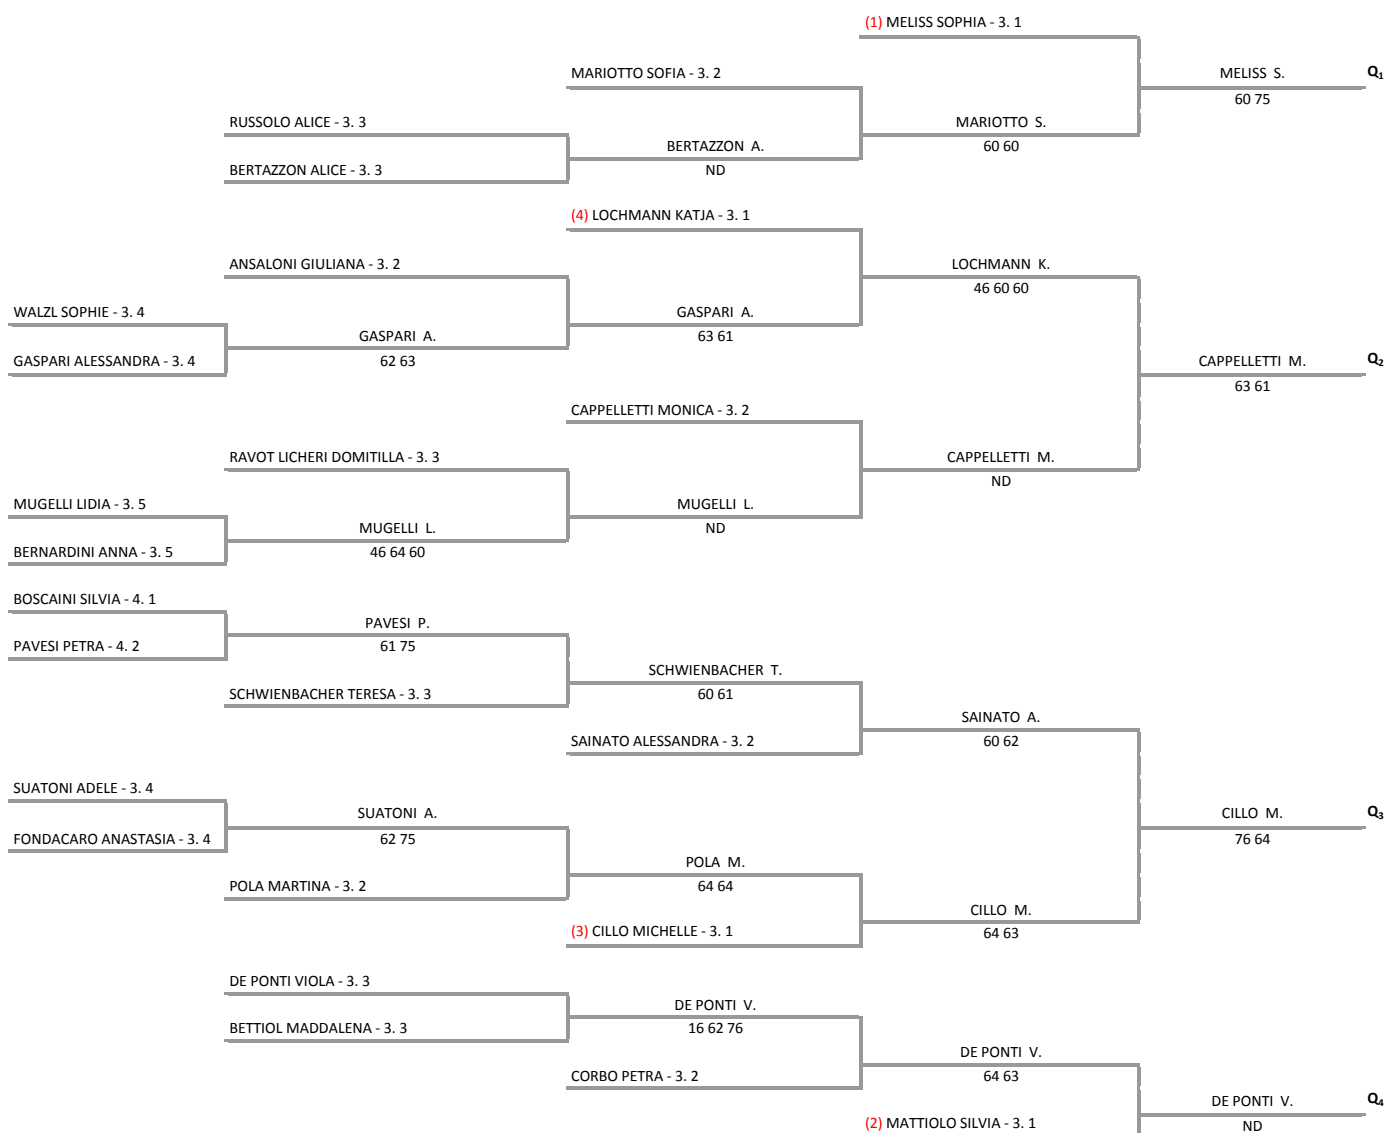 (1) MELISS SOPHIA - 3. 1
MARIOTTO SOFIA - 3. 2
MELISS S.
Q1
60 75
RUSSOLO ALICE - 3. 3
MARIOTTO S.
60 60
BERTAZZON A.
ND
BERTAZZON ALICE - 3. 3
(4) LOCHMANN KATJA - 3. 1
ANSALONI GIULIANA - 3. 2
LOCHMANN K.
46 60 60
WALZL SOPHIE - 3. 4
GASPARI A.
63 61
GASPARI A.
62 63
GASPARI ALESSANDRA - 3. 4
CAPPELLETTI M.
Q2
63 61
CAPPELLETTI MONICA - 3. 2
RAVOT LICHERI DOMITILLA - 3. 3
CAPPELLETTI M.
ND
MUGELLI LIDIA - 3. 5
MUGELLI L.
ND
MUGELLI L.
46 64 60
BERNARDINI ANNA - 3. 5
BOSCAINI SILVIA - 4. 1
PAVESI P.
61 75
PAVESI PETRA - 4. 2
SCHWIENBACHER T.
60 61
SCHWIENBACHER TERESA - 3. 3
SAINATO A.
60 62
SAINATO ALESSANDRA - 3. 2
SUATONI ADELE - 3. 4
SUATONI A.
62 75
CILLO M.
Q3
76 64
FONDACARO ANASTASIA - 3. 4
POLA M.
64 64
POLA MARTINA - 3. 2
CILLO M.
64 63
(3) CILLO MICHELLE - 3. 1
DE PONTI VIOLA - 3. 3
DE PONTI V.
16 62 76
BETTIOL MADDALENA - 3. 3
DE PONTI V.
64 63
CORBO PETRA - 3. 2
DE PONTI V.
Q4
ND
(2) MATTIOLO SILVIA - 3. 1